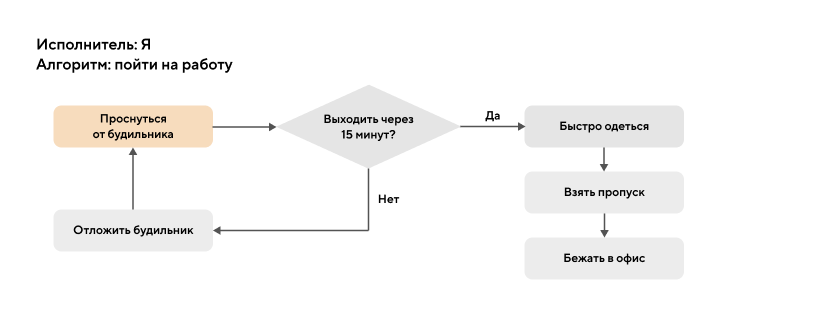 Исполнитель: Я
Алгоритм: пойти на работу
Проснуться
от будильника
Выходить через
15 минут?
Да
Быстро одеться
Взять пропуск
Нет
Отложить будильник
Бежать в офис